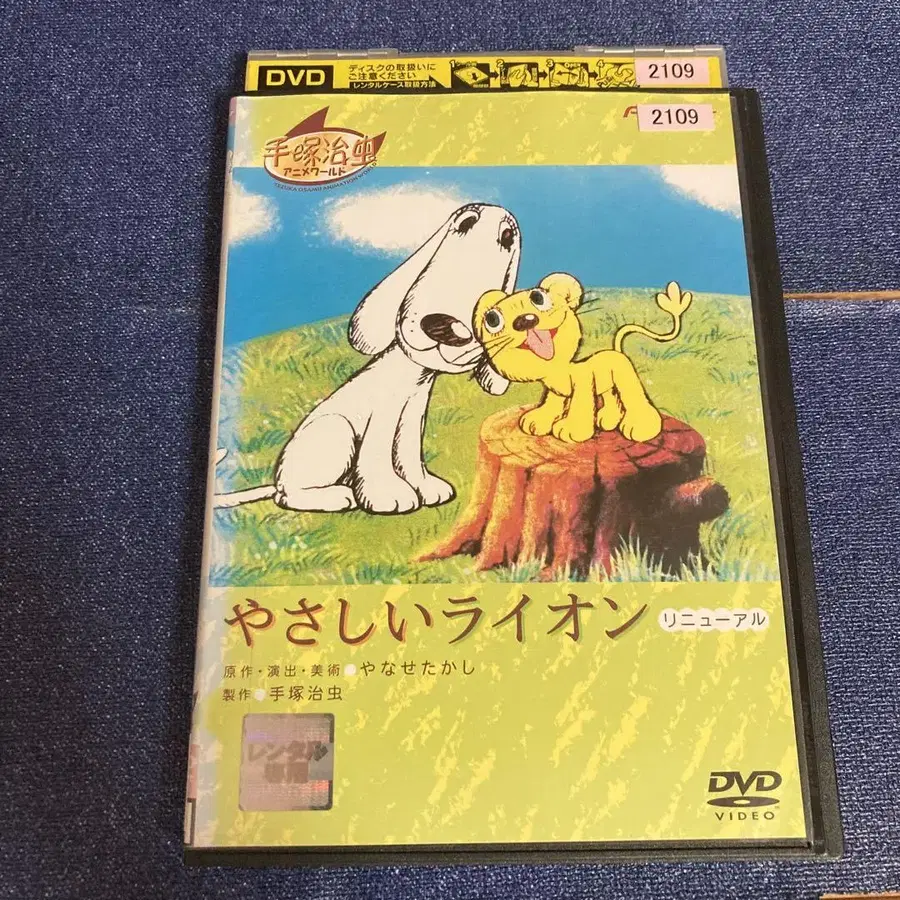 DVD
ディスクの取扱いに
ご注意ください
レンタルケース取扱方法
2109
2109
手塚治虫
アニメワールド
TEZUKA OSAMU ANIMATION WORLD
やさしいライオン
リニューアル
原作・演出・美術 やなせたかし
製作 手塚治虫
レンタル
専用
DVD
VIDEO